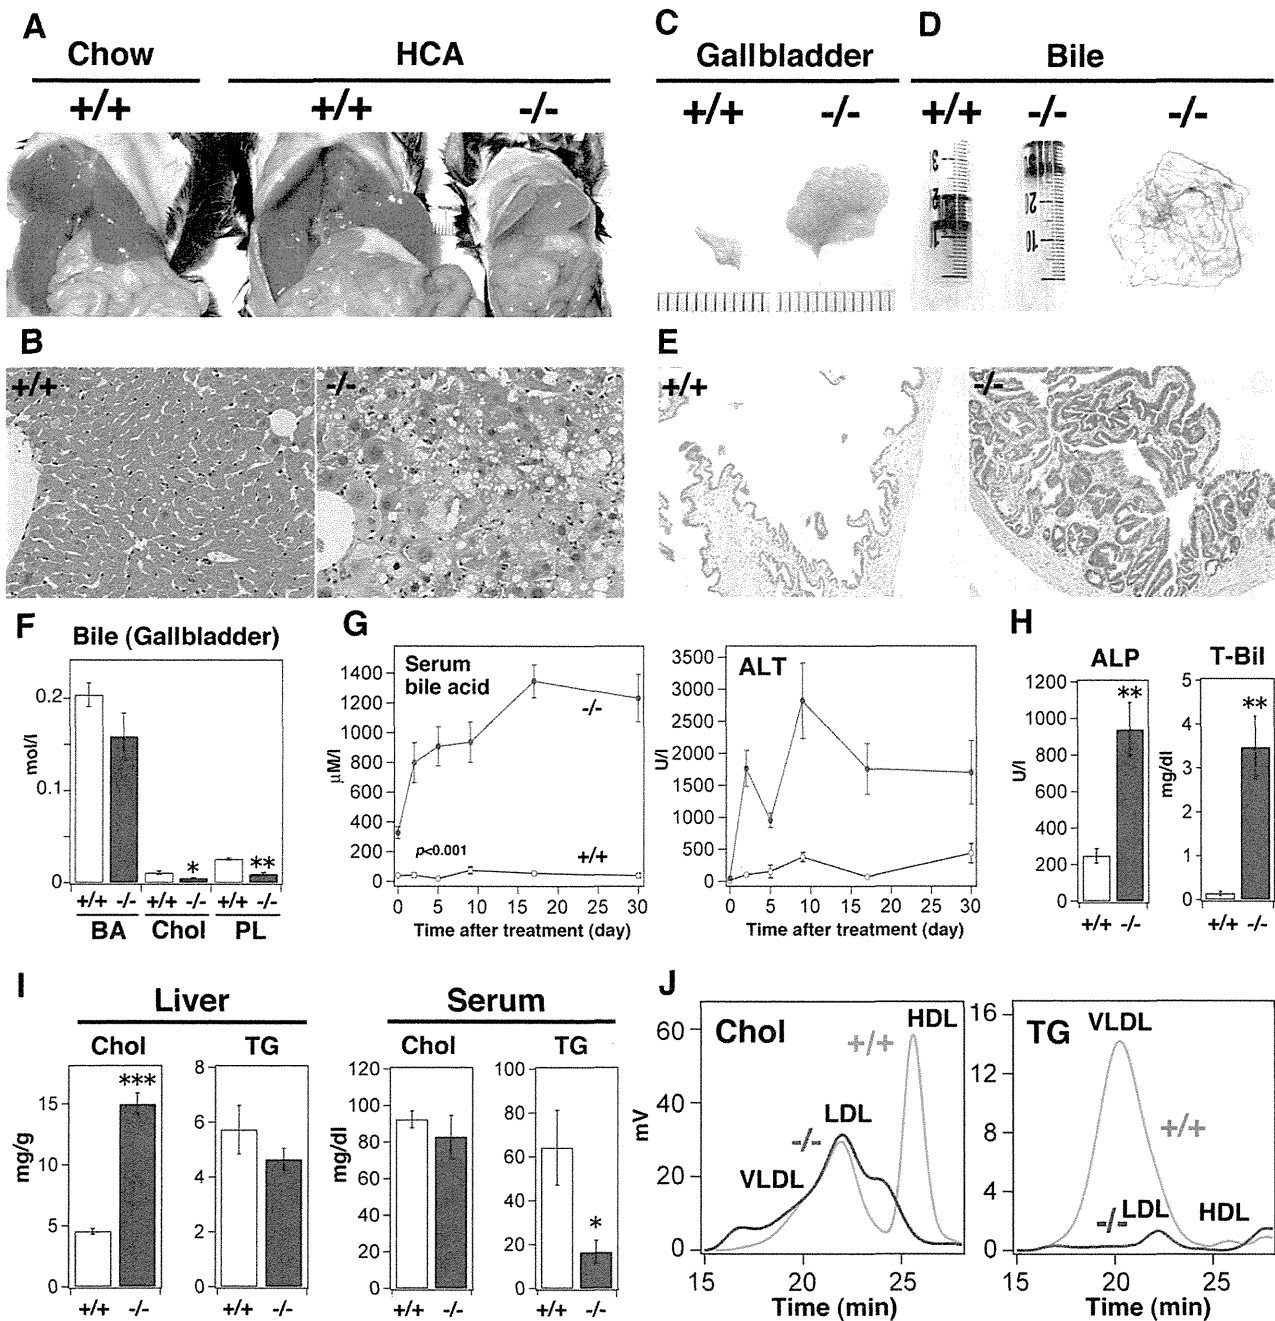 A
Chow
HCA
+/+
+/+
-/-
C
Gallbladder
+/+
-/-
D
Bile
+/+
-/-
-/-
3
2
1
20
10
B
+/+
-/-
E
+/+
-/-
F
Bile (Gallbladder)
mol/l
0.2
0.1
0
*
**
+/+ -/- +/+ -/- +/+ -/-
BA Chol PL
G
Serum
bile acid
μM/l
1400
1200
1000
800
600
400
200
0
-/-
p<0.001
+/+
0 5 10 15 20 25 30
Time after treatment (day)
ALT
U/l
3500
3000
2500
2000
1500
1000
500
0
0 5 10 15 20 25 30
Time after treatment (day)
H
ALP
U/l
1200
1000
800
600
400
200
0
**
+/+ -/-
T-Bil
mg/dl
5
4
3
2
1
0
**
+/+ -/-
I
Liver
Chol
mg/g
15
10
5
0
***
+/+ -/-
TG
8
6
4
2
0
+/+ -/-
Serum
Chol
mg/dl
120
100
80
60
40
20
0
+/+ -/-
TG
100
80
60
40
20
0
*
+/+ -/-
J
Chol
mV
60
40
20
0
+/+
HDL
LDL
-/-
VLDL
15 20 25
Time (min)
TG
16
12
8
4
0
VLDL
+/+
-/-
LDL
HDL
15 20 25
Time (min)